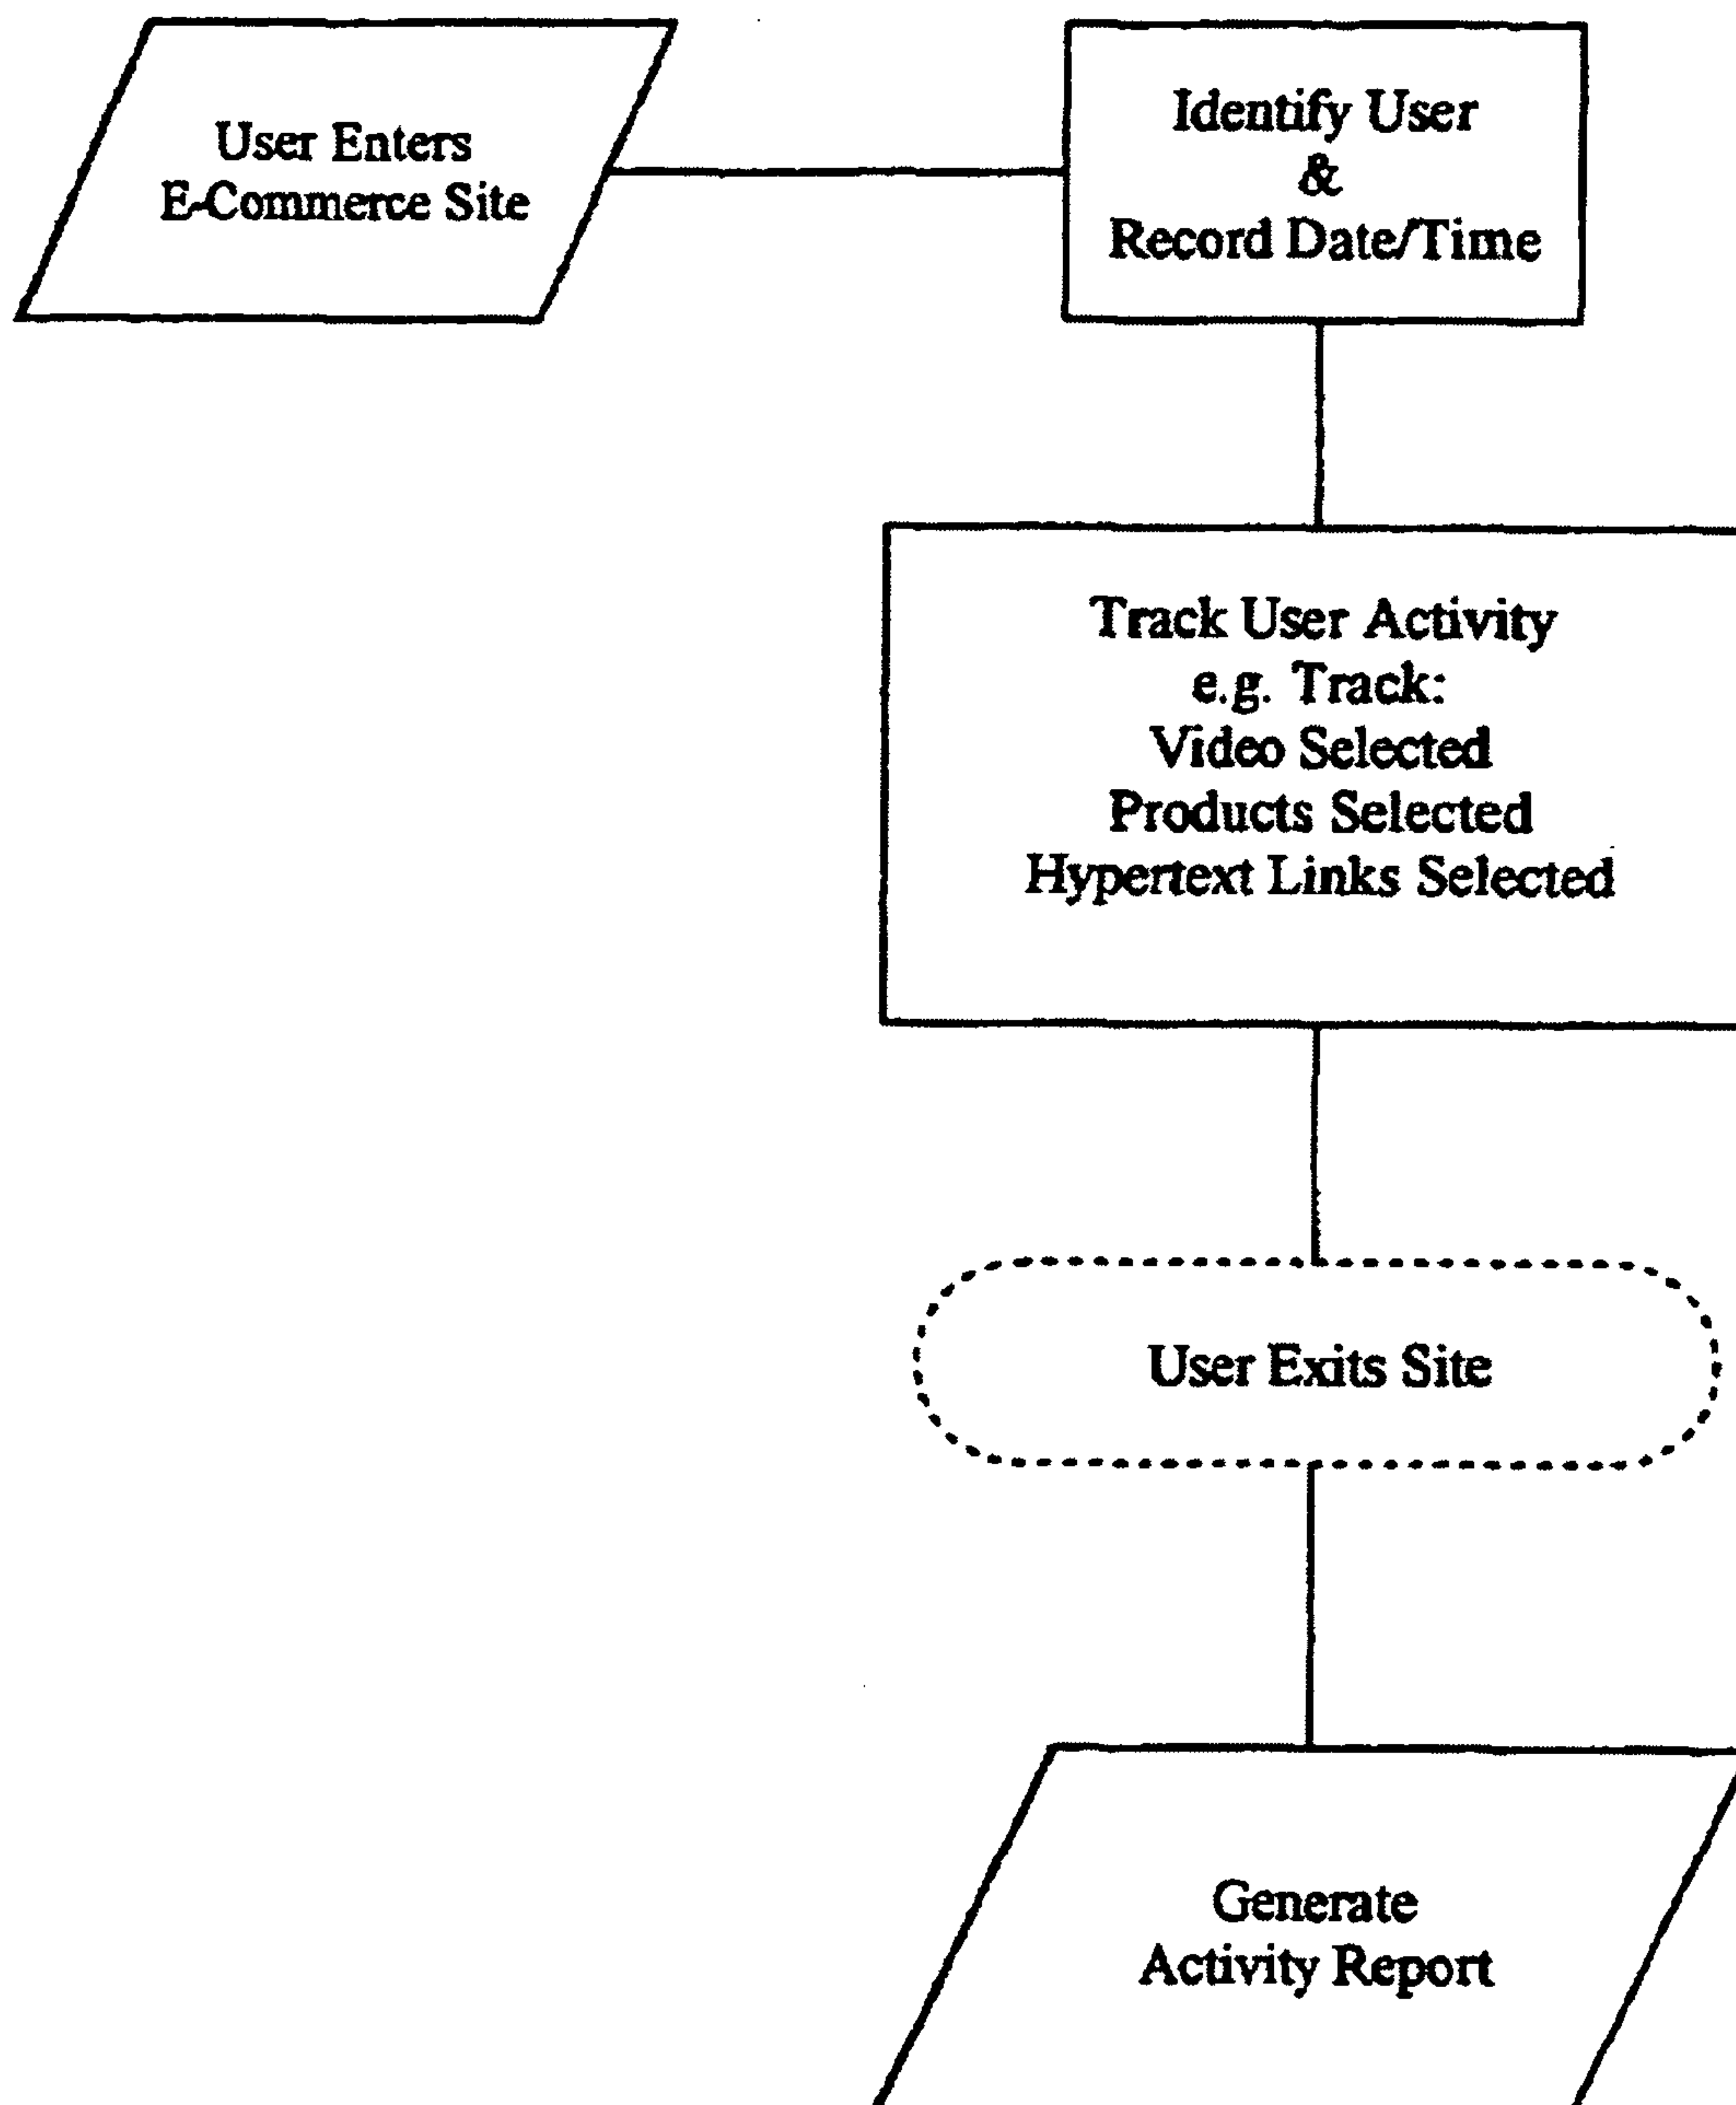 User Enters
E-Commerce Site
Identify User
&
Record Date/Time
Track User Activity
e.g. Track:
Video Selected
Products Selected
Hypertext Links Selected
User Exits Site
Generate
Activity Report